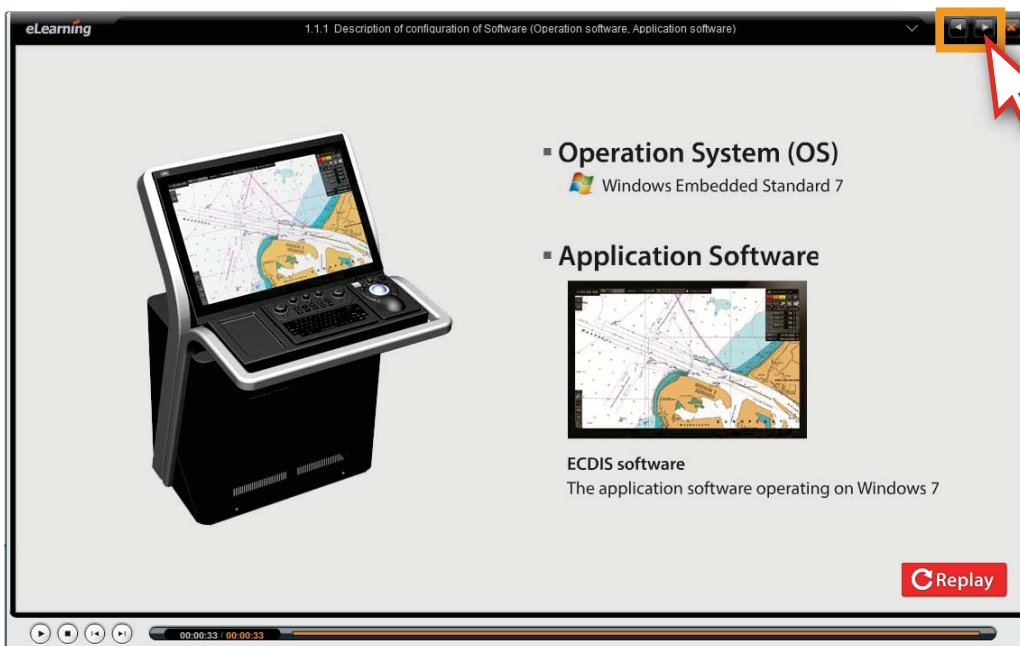 eLearning
1.1.1 Description of configuration of Software (Operation software, Application software)
Operation System (OS)
Windows Embedded Standard 7
Application Software
ECDIS software
The application software operating on Windows 7
Replay
00:00:33 / 00:00:33